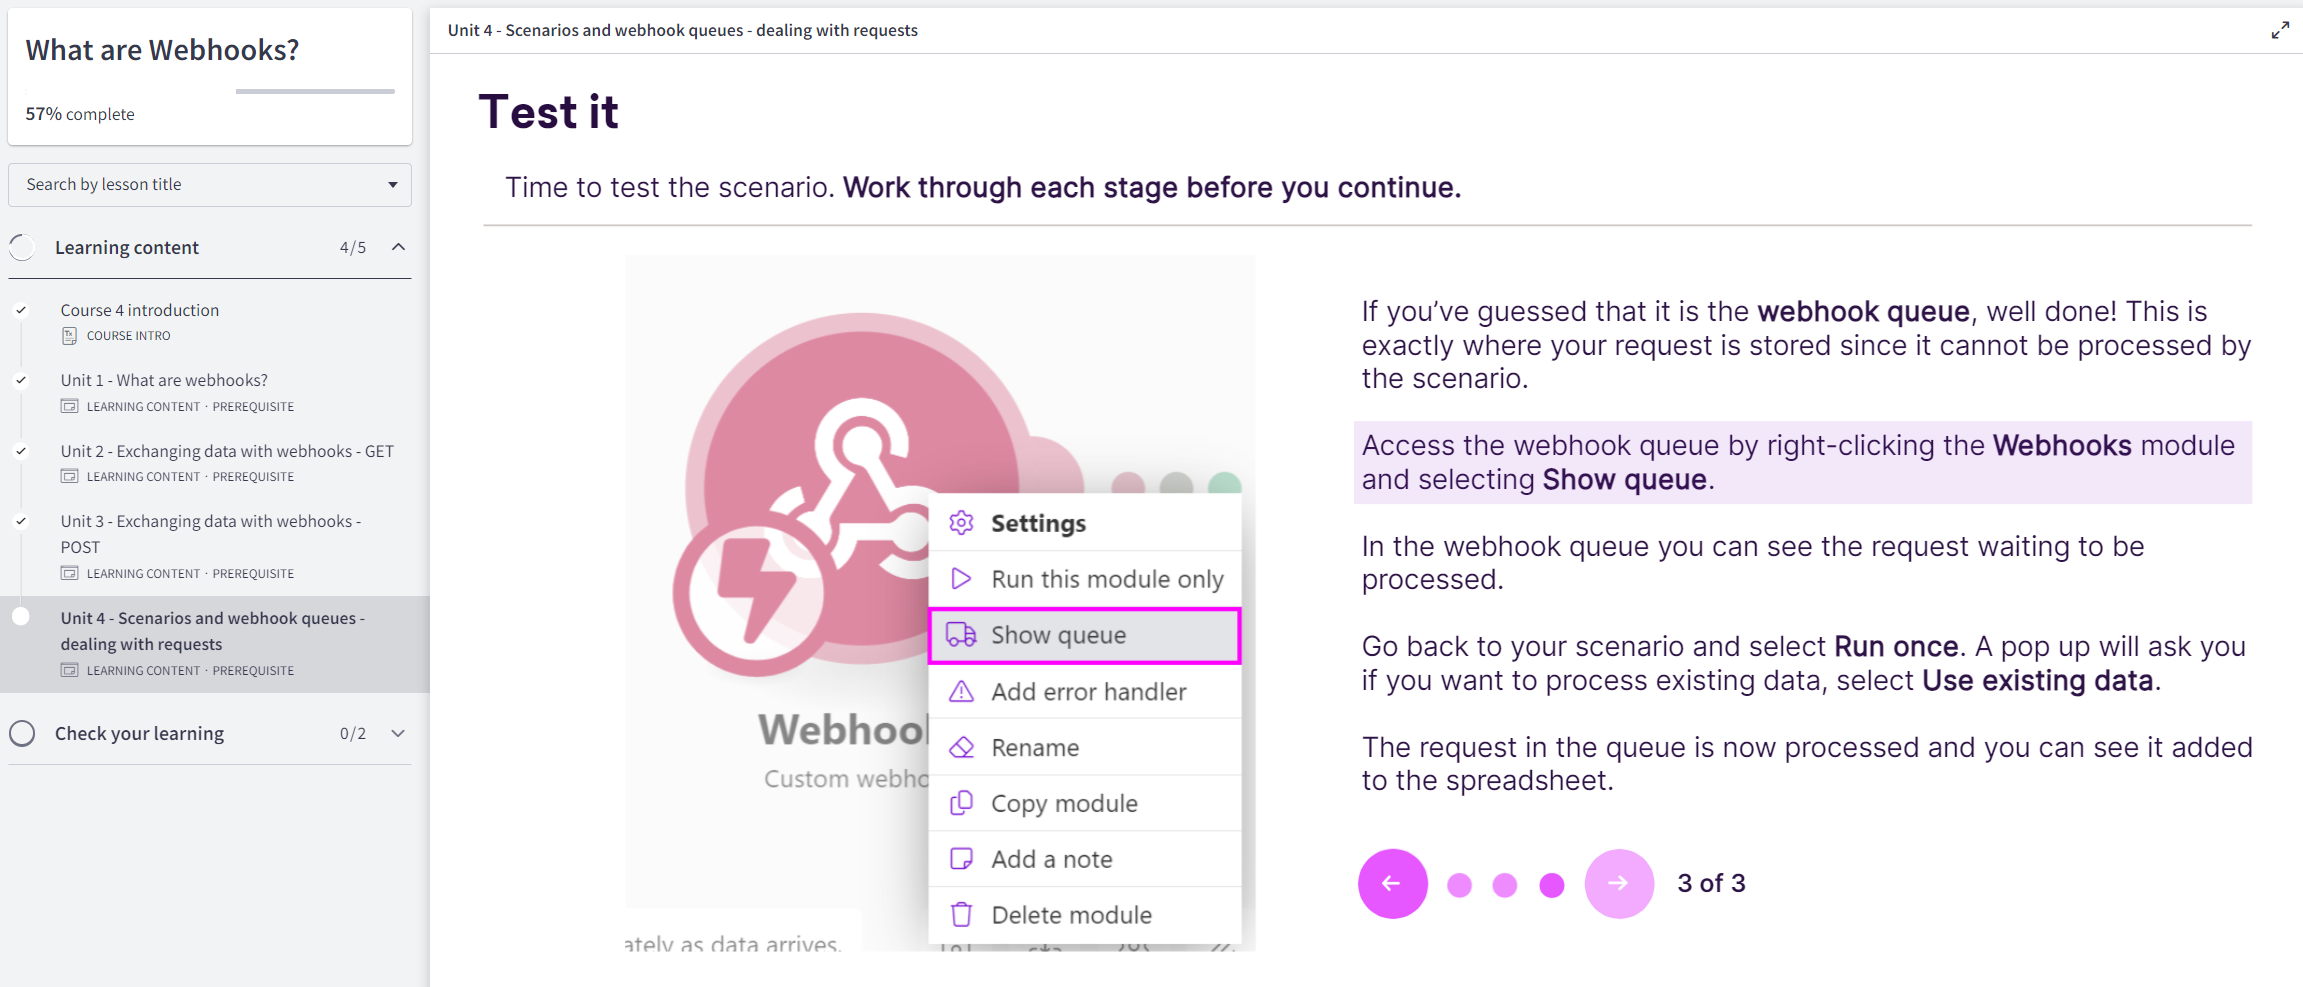 What are Webhooks?
57% complete
Search by lesson title
Learning content 4/5
Course 4 introduction
COURSE INTRO
Unit 1 - What are webhooks?
LEARNING CONTENT · PREREQUISITE
Unit 2 - Exchanging data with webhooks - GET
LEARNING CONTENT · PREREQUISITE
Unit 3 - Exchanging data with webhooks -
POST
LEARNING CONTENT · PREREQUISITE
Unit 4 - Scenarios and webhook queues -
dealing with requests
LEARNING CONTENT · PREREQUISITE
Check your learning 0/2
Unit 4 - Scenarios and webhook queues - dealing with requests
Test it
Time to test the scenario. Work through each stage before you continue.
Settings
Run this module only
Show queue
Add error handler
Rename
Copy module
Add a note
Delete module
Webhool
Custom webho
ately as data arrives.
If you’ve guessed that it is the webhook queue, well done! This is
exactly where your request is stored since it cannot be processed by
the scenario.
Access the webhook queue by right-clicking the Webhooks module
and selecting Show queue.
In the webhook queue you can see the request waiting to be
processed.
Go back to your scenario and select Run once. A pop up will ask you
if you want to process existing data, select Use existing data.
The request in the queue is now processed and you can see it added
to the spreadsheet.
3 of 3